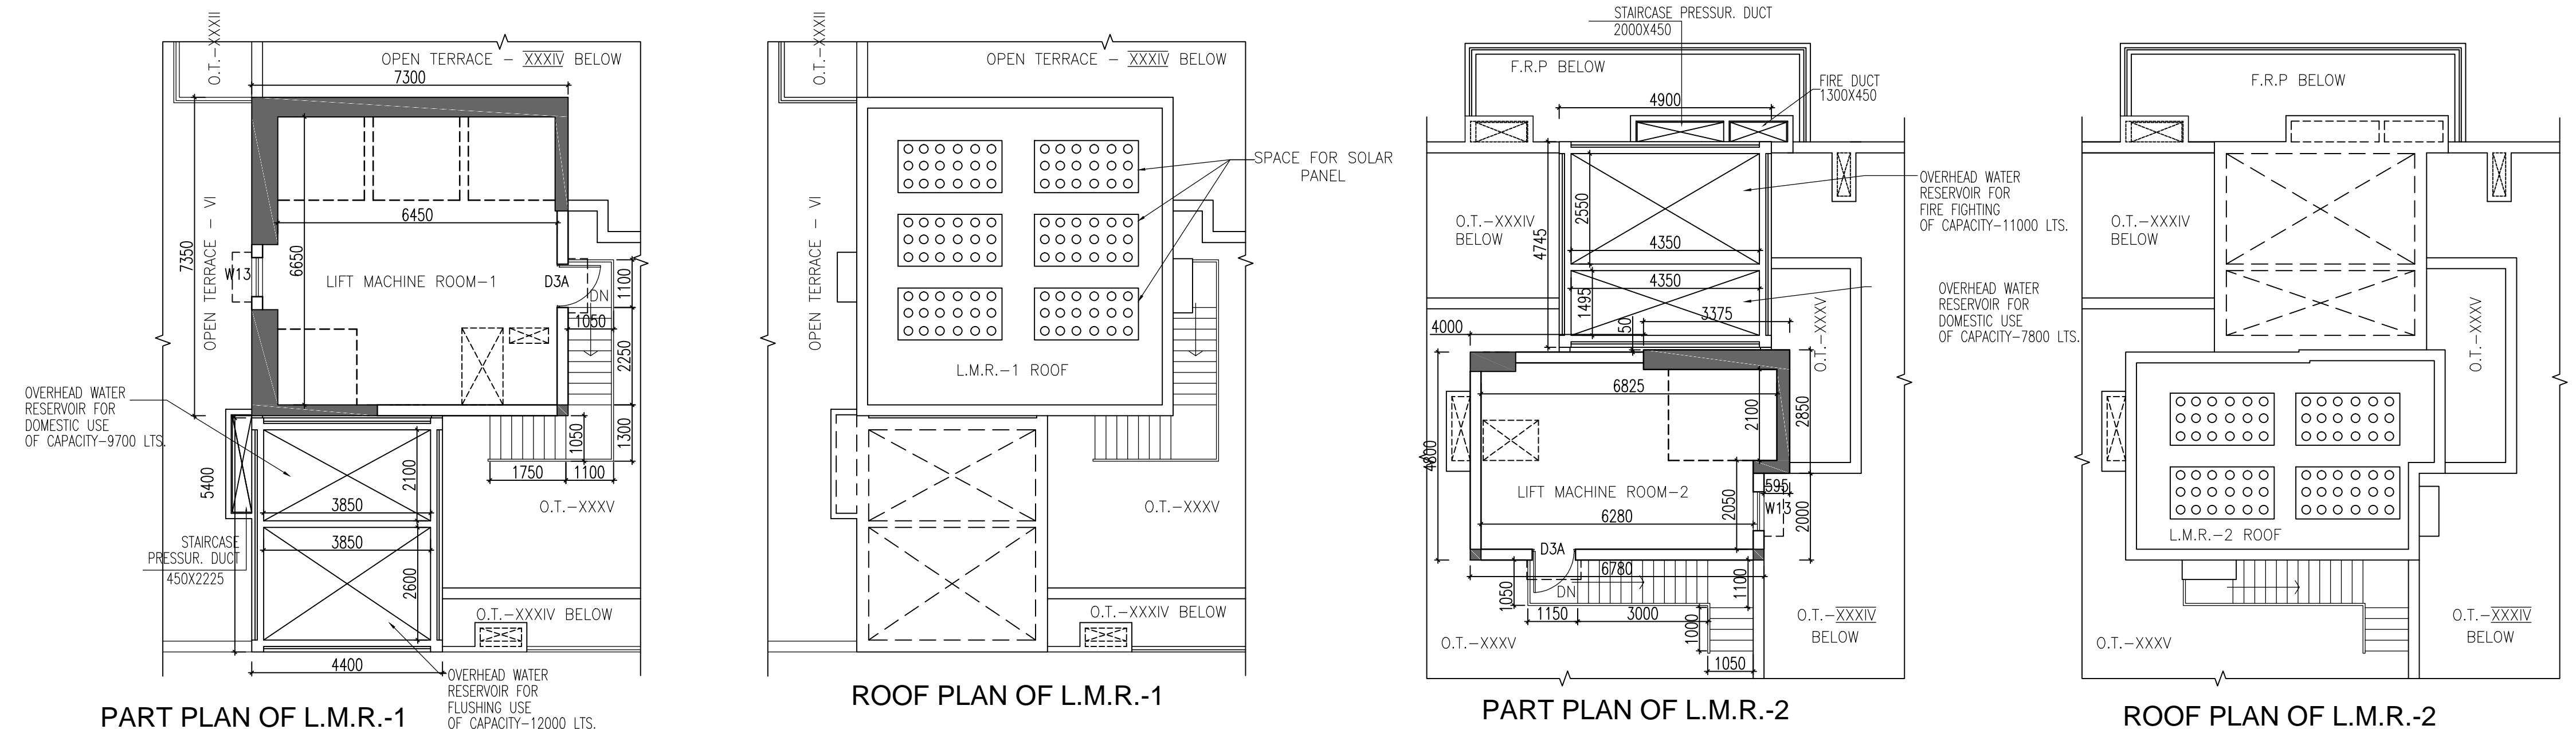 O.T.-XXXII
OPEN TERRACE - XXXIV BELOW
7300
7350
OPEN TERRACE - VI
6450
6650
W13
LIFT MACHINE ROOM-1
D3A
DN
1100
1050
2250
1300
1050
1750
1100
OVERHEAD WATER
RESERVOIR FOR
DOMESTIC USE
OF CAPACITY-9700 LTS.
5400
2100
3850
O.T.-XXXV
STAIRCASE
PRESSUR. DUCT
450X2225
3850
2600
O.T.-XXXIV BELOW
4400
OVERHEAD WATER
RESERVOIR FOR
FLUSHING USE
OF CAPACITY-12000 LTS.
PART PLAN OF L.M.R.-1
O.T.-XXXII
OPEN TERRACE - XXXIV BELOW
SPACE FOR SOLAR
PANEL
OPEN TERRACE - VI
L.M.R.-1 ROOF
O.T.-XXXV
O.T.-XXXIV BELOW
ROOF PLAN OF L.M.R.-1
STAIRCASE PRESSUR. DUCT
2000X450
F.R.P BELOW
FIRE DUCT
1300X450
4900
OVERHEAD WATER
RESERVOIR FOR
FIRE FIGHTING
OF CAPACITY-11000 LTS.
2550
O.T.-XXXIV
BELOW
4745
4350
4350
1495
OVERHEAD WATER
RESERVOIR FOR
DOMESTIC USE
OF CAPACITY-7800 LTS.
3375
4000
O.T.-XXXV
6825
2100
2850
4800
LIFT MACHINE ROOM-2
595
W13
2050
2000
6280
D3A
6780
DN
1050
1100
1150
3000
1000
1050
O.T.-XXXV
O.T.-XXXIV
BELOW
PART PLAN OF L.M.R.-2
F.R.P BELOW
O.T.-XXXIV
BELOW
O.T.-XXXV
L.M.R.-2 ROOF
O.T.-XXXV
O.T.-XXXIV
BELOW
ROOF PLAN OF L.M.R.-2